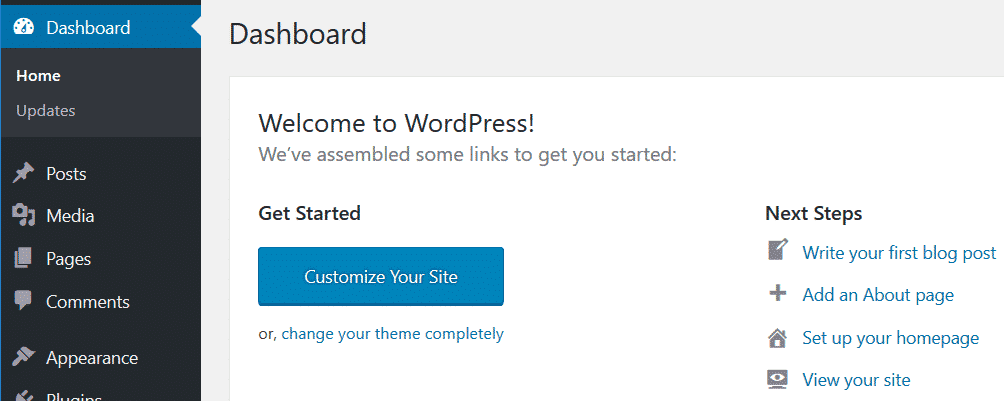 Dashboard
Home
Updates
Posts
Media
Pages
Comments
Appearance
Plugins
Dashboard
Welcome to WordPress!
We’ve assembled some links to get you started:
Get Started
Customize Your Site
or, change your theme completely
Next Steps
Write your first blog post
Add an About page
Set up your homepage
View your site